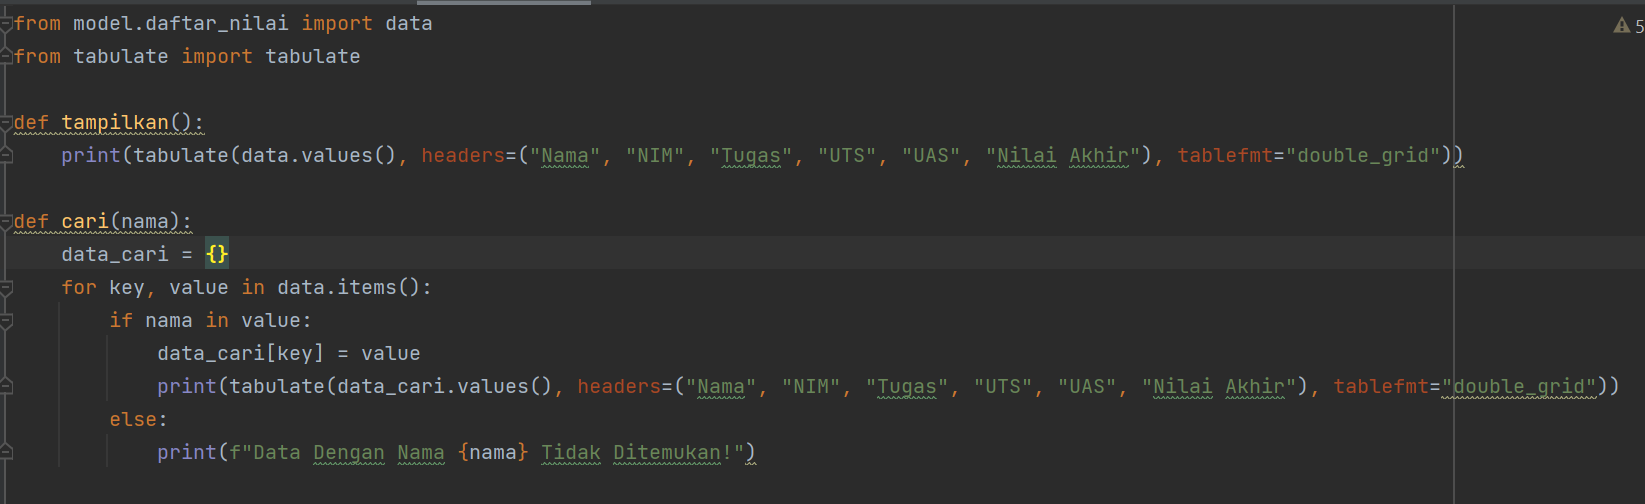 from model.daftar_nilai import data
5
from tabulate import tabulate
def tampilkan():
    print(tabulate(data.values(), headers=("Nama", "NIM", "Tugas", "UTS", "UAS", "Nilai Akhir"), tablefmt="double_grid"))
def cari(nama):
    data_cari = {}
    for key, value in data.items():
        if nama in value:
            data_cari[key] = value
            print(tabulate(data_cari.values(), headers=("Nama", "NIM", "Tugas", "UTS", "UAS", "Nilai Akhir"), tablefmt="double_grid"))
        else:
            print(f"Data Dengan Nama {nama} Tidak Ditemukan!")